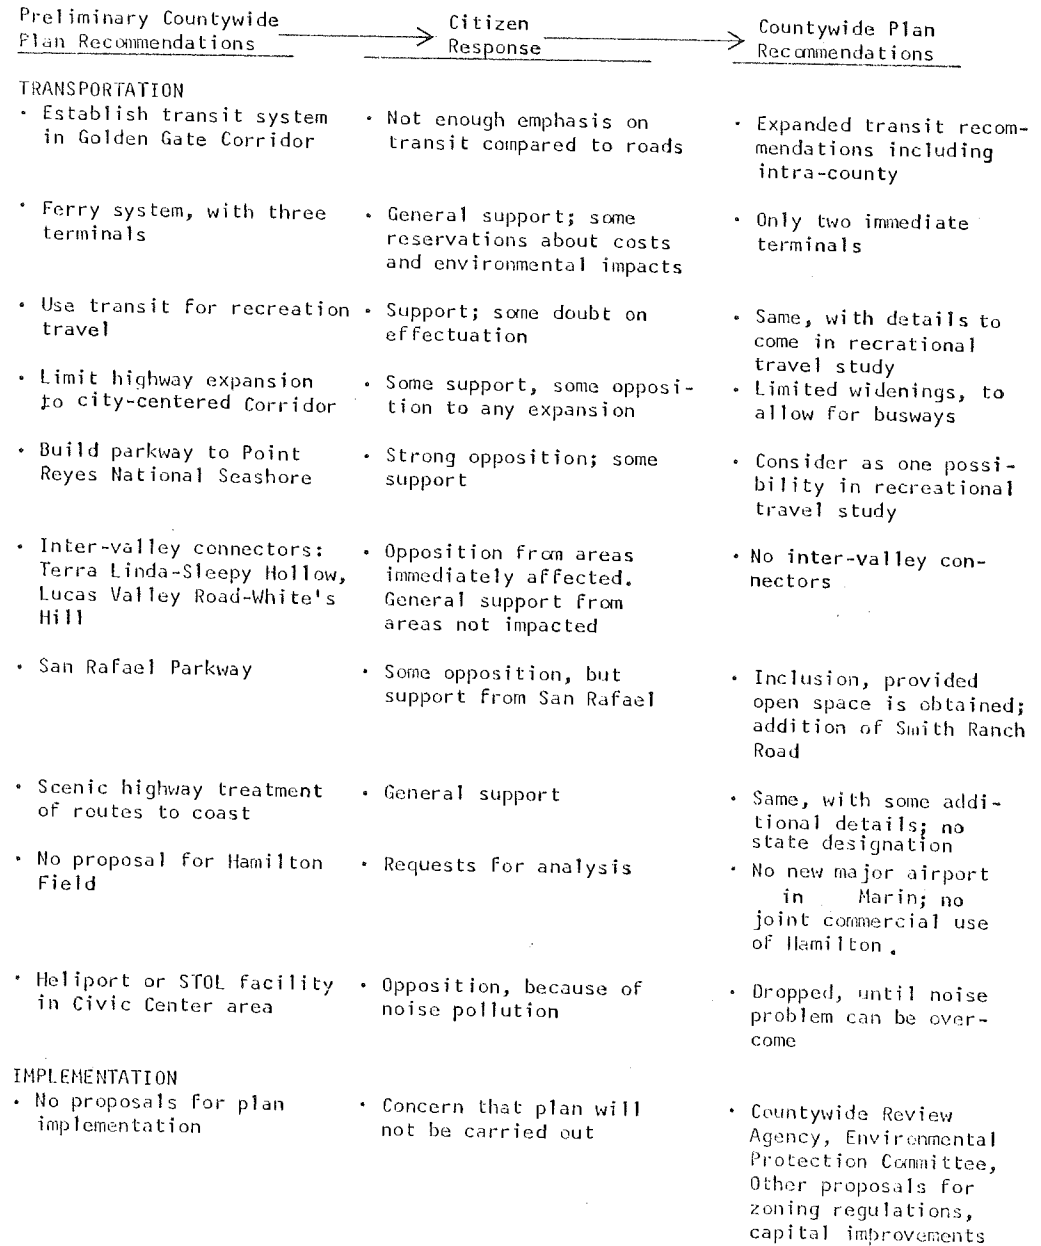 Preliminary Countywide
Plan Recommendations
Citizen
Response
Countywide Plan
Recommendations
TRANSPORTATION
• Establish transit system
in Golden Gate Corridor
• Not enough emphasis on
transit compared to roads
• Expanded transit recom-
mendations including
intra-county
• Ferry system, with three
terminals
• General support; some
reservations about costs
and environmental impacts
• Only two immediate
terminals
• Use transit for recreation
travel
• Support; some doubt on
effectuation
• Same, with details to
come in recrational
travel study
• Limit highway expansion
to city-centered Corridor
• Some support, some opposi-
tion to any expansion
• Limited widenings, to
allow for busways
• Build parkway to Point
Reyes National Seashore
• Strong opposition; some
support
• Consider as one possi-
bility in recreational
travel study
• Inter-valley connectors:
Terra Linda-Sleepy Hollow,
Lucas Valley Road-White's
Hill
• Opposition from areas
immediately affected.
General support from
areas not impacted
• No inter-valley con-
nectors
• San Rafael Parkway
• Some opposition, but
support from San Rafael
• Inclusion, provided
open space is obtained;
addition of Smith Ranch
Road
• Scenic highway treatment
of routes to coast
• General support
• Same, with some addi-
tional details; no
state designation
• No proposal for Hamilton
Field
• Requests for analysis
• No new major airport
in Marin; no
joint commercial use
of Hamilton.
• Heliport or STOL facility
in Civic Center area
• Opposition, because of
noise pollution
• Dropped, until noise
problem can be over-
come
IMPLEMENTATION
• No proposals for plan
implementation
• Concern that plan will
not be carried out
• Countywide Review
Agency, Environmental
Protection Committee,
Other proposals for
zoning regulations,
capital improvements